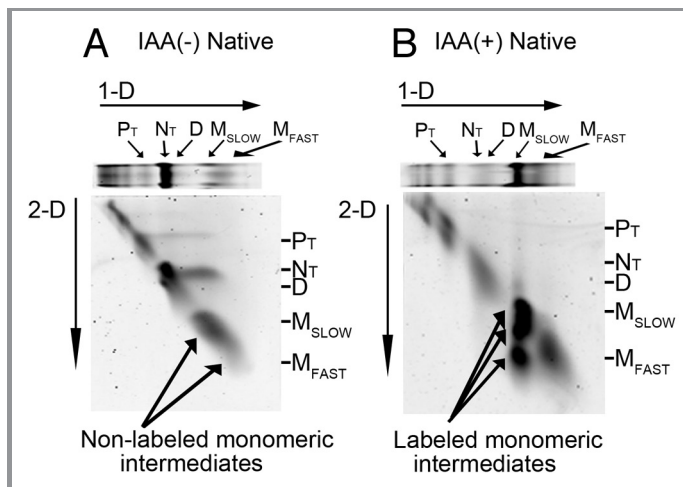 A IAA(-) Native
1-D
PT NT D MSLOW MFAST
2-D
PT
NT
D
MSLOW
MFAST
Non-labeled monomeric
intermediates
B IAA(+) Native
1-D
PT NT D MSLOW MFAST
2-D
PT
NT
D
MSLOW
MFAST
Labeled monomeric
intermediates